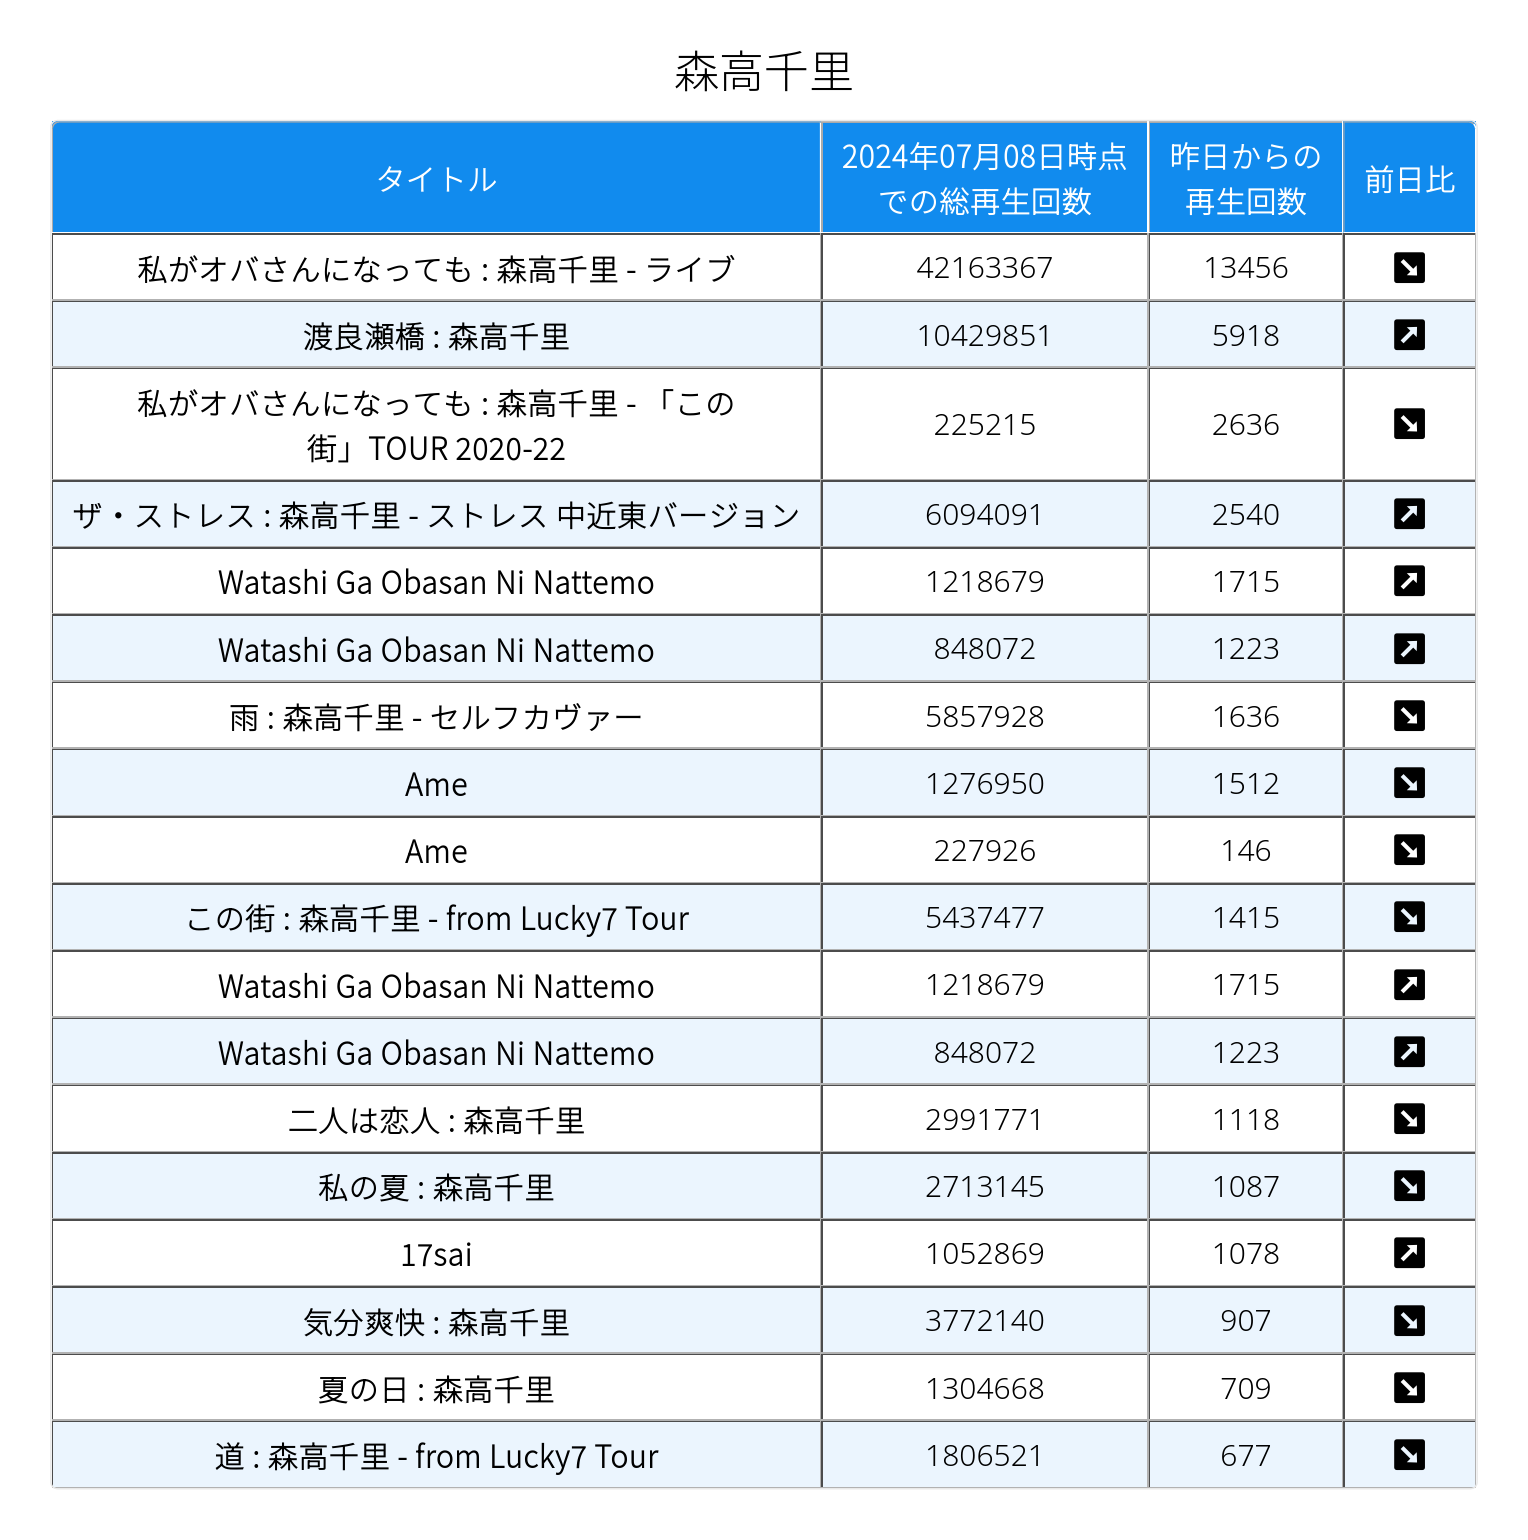 森高千里
タイトル
2024年07月08日時点
での総再生回数
昨日からの
再生回数
前日比
私がオバさんになっても : 森高千里 - ライブ 42163367 13456
渡良瀬橋 : 森高千里 10429851 5918
私がオバさんになっても : 森高千里 - 「この
街」TOUR 2020-22 225215 2636
ザ・ストレス : 森高千里 - ストレス 中近東バージョン 6094091 2540
Watashi Ga Obasan Ni Nattemo 1218679 1715
Watashi Ga Obasan Ni Nattemo 848072 1223
雨 : 森高千里 - セルフカヴァー 5857928 1636
Ame 1276950 1512
Ame 227926 146
この街 : 森高千里 - from Lucky7 Tour 5437477 1415
Watashi Ga Obasan Ni Nattemo 1218679 1715
Watashi Ga Obasan Ni Nattemo 848072 1223
二人は恋人 : 森高千里 2991771 1118
私の夏 : 森高千里 2713145 1087
17sai 1052869 1078
気分爽快 : 森高千里 3772140 907
夏の日 : 森高千里 1304668 709
道 : 森高千里 - from Lucky7 Tour 1806521 677